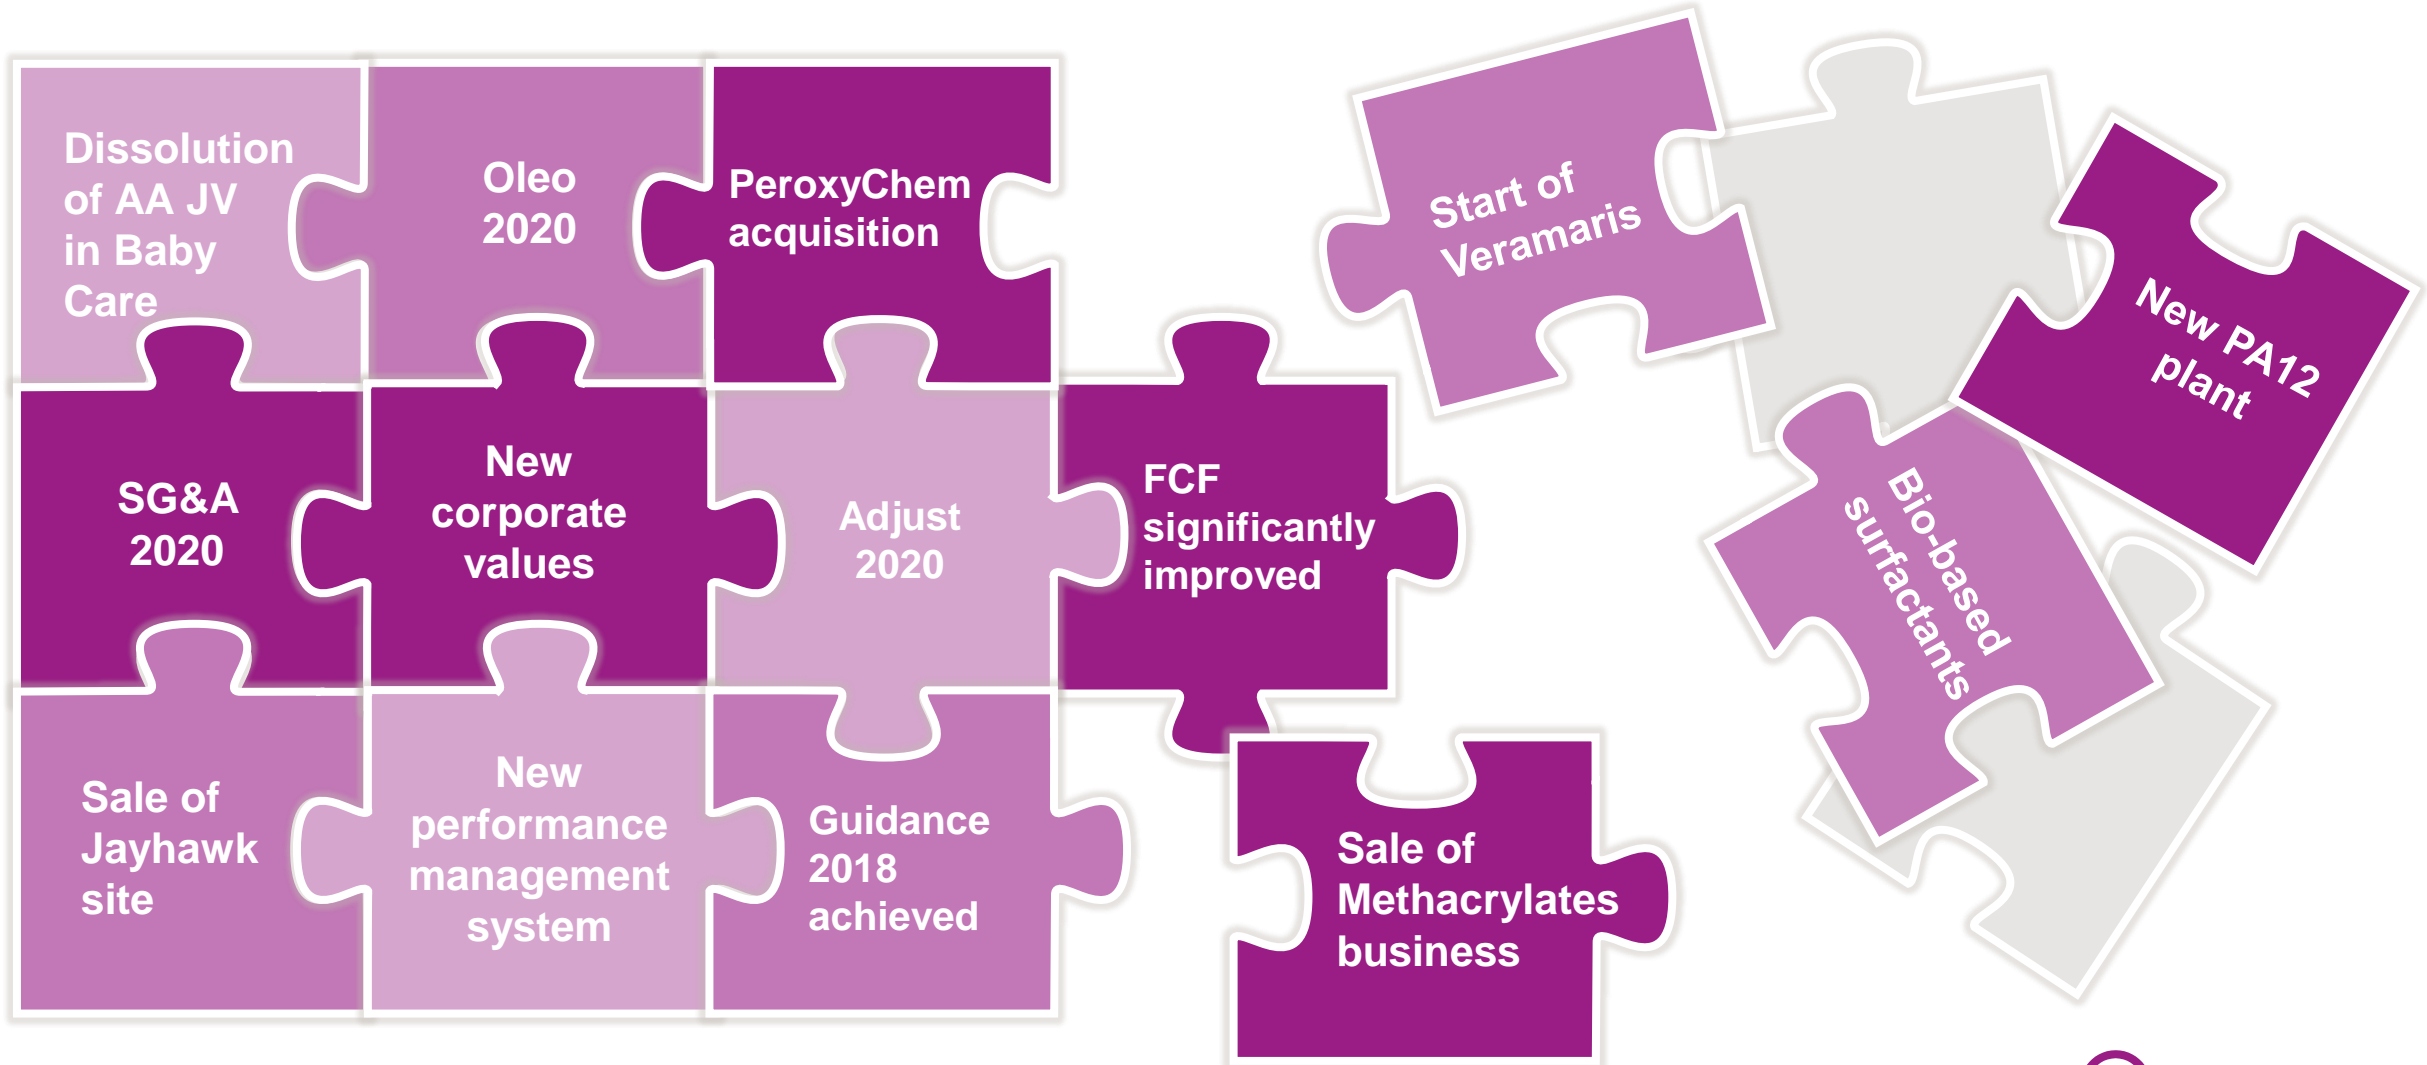 Dissolution
of AA JV
in Baby
Care
Oleo
2020
PeroxyChem
acquisition
SG&A
2020
New
corporate
values
Adjust
2020
FCF
significantly
improved
Sale of
Jayhawk
site
New
performance
management
system
Guidance
2018
achieved
Sale of
Methacrylates
business
Start of
Veramaris
New PA12
plant
Bio-based
surfactants